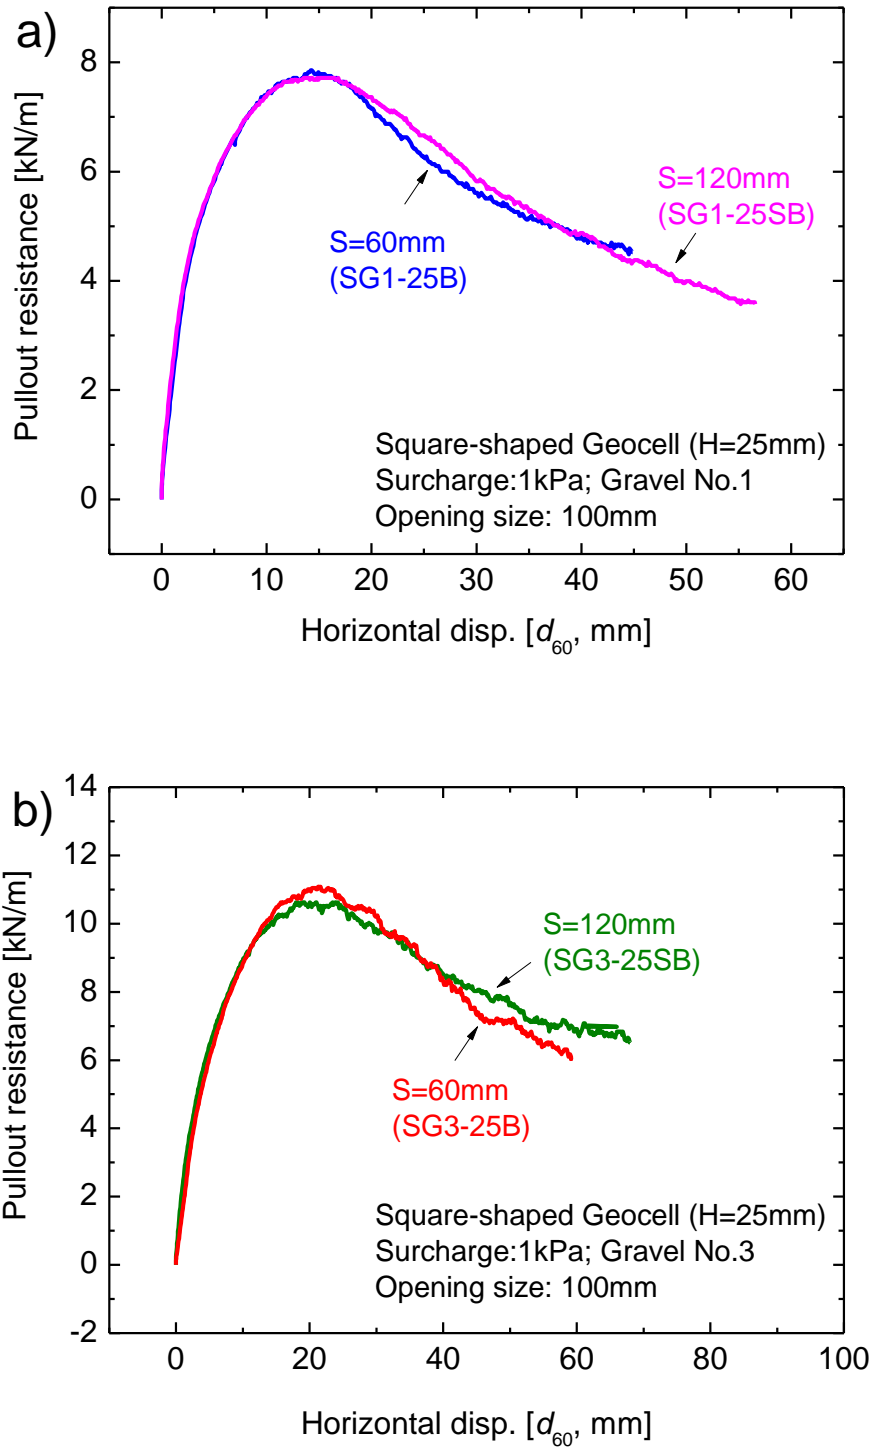 a)
8
6
4
2
0
Pullout resistance [kN/m]
S=120mm
(SG1-25SB)
S=60mm
(SG1-25B)
Square-shaped Geocell (H=25mm)
Surcharge:1kPa; Gravel No.1
Opening size: 100mm
0 10 20 30 40 50 60
Horizontal disp. [d60, mm]
b)
14
12
10
8
6
4
2
0
-2
Pullout resistance [kN/m]
S=120mm
(SG3-25SB)
S=60mm
(SG3-25B)
Square-shaped Geocell (H=25mm)
Surcharge:1kPa; Gravel No.3
Opening size: 100mm
0 20 40 60 80 100
Horizontal disp. [d60, mm]